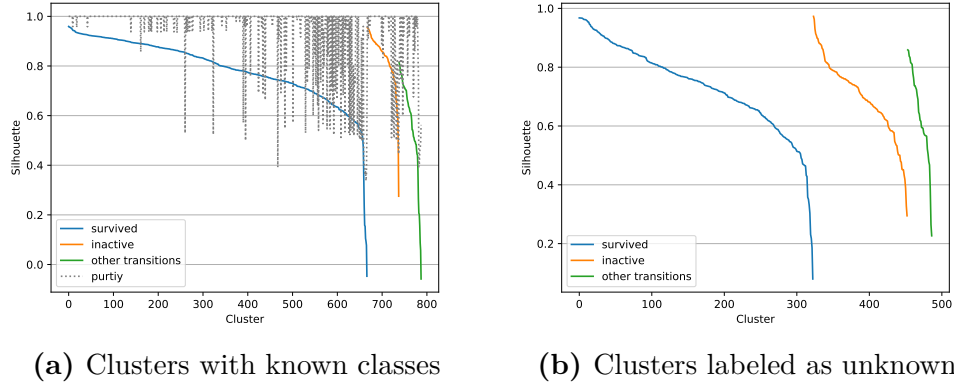 1.0
0.8
0.6
0.4
0.2
0.0
Silhouette
survived
inactive
other transitions
purtiy
0 100 200 300 400 500 600 700 800
Cluster
(a) Clusters with known classes
1.0
0.8
0.6
0.4
0.2
Silhouette
survived
inactive
other transitions
0 100 200 300 400 500
Cluster
(b) Clusters labeled as unknown